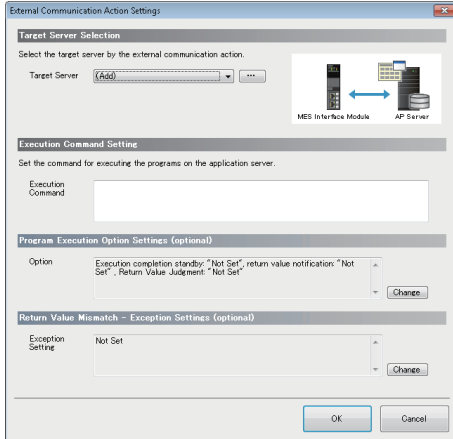 External Communication Action Settings
Target Server Selection
Select the target server by the external communication action.
Target Server
(Add)
...
MES Interface Module
AP Server
Execution Command Setting
Set the command for executing the programs on the application server.
Execution
Command
Program Execution Option Settings (optional)
Option
Execution completion standby: "Not Set", return value notification: "Not
Set" , Return Value Judgment: "Not Set"
Change
Return Value Mismatch - Exception Settings (optional)
Exception
Setting
Not Set
Change
OK
Cancel